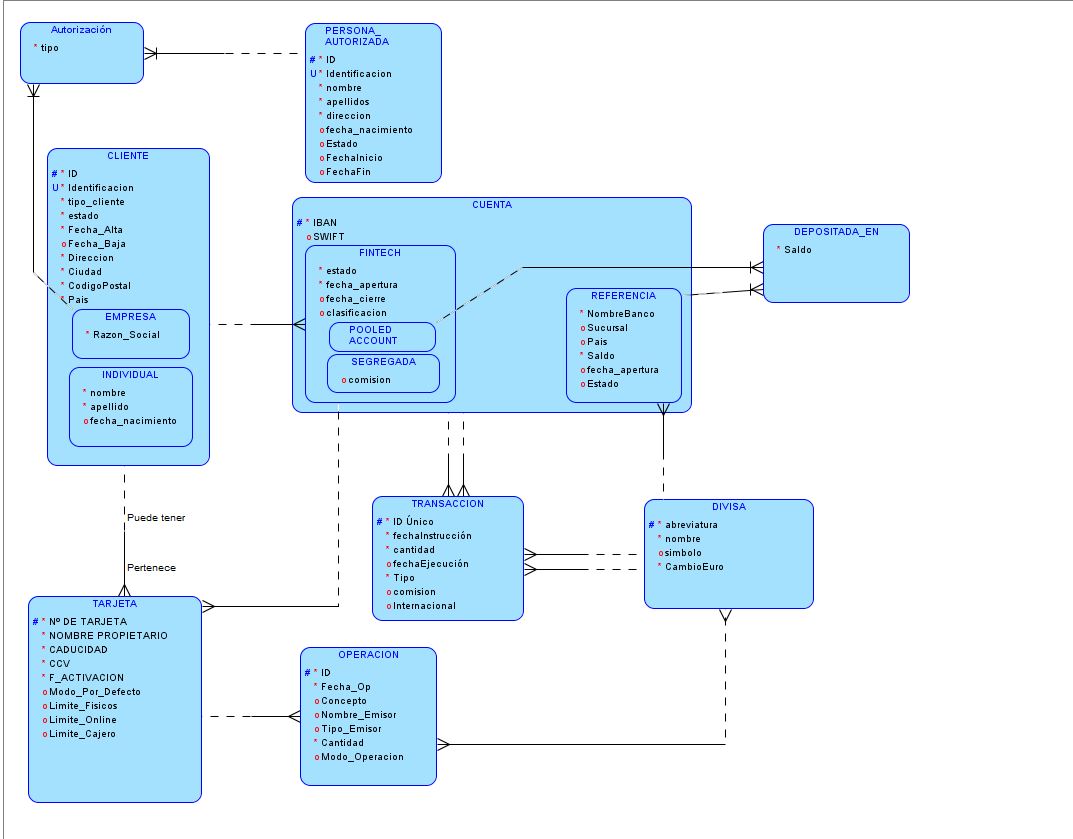 Autorización
* tipo
PERSONA_
AUTORIZADA
# * ID
U * Identificacion
* nombre
* apellidos
* direccion
o fecha_nacimiento
o Estado
o FechaInicio
o FechaFin
CLIENTE
# * ID
U * Identificacion
* tipo_cliente
* estado
* Fecha_Alta
o Fecha_Baja
* Direccion
* Ciudad
* CodigoPostal
* Pais
EMPRESA
* Razon_Social
INDIVIDUAL
* nombre
* apellido
o fecha_nacimiento
CUENTA
# * IBAN
o SWIFT
FINTECH
* estado
* fecha_apertura
o fecha_cierre
o clasificacion
POOLED
ACCOUNT
SEGREGADA
o comision
REFERENCIA
* NombreBanco
o Sucursal
o Pais
* Saldo
o fecha_apertura
o Estado
DEPOSITADA_EN
* Saldo
Puede tener
Pertenece
TRANSACCION
# * ID Único
* fechaInstrucción
* cantidad
o fechaEjecución
* Tipo
o comision
o Internacional
DIVISA
# * abreviatura
* nombre
o simbolo
* CambioEuro
TARJETA
# * Nº DE TARJETA
* NOMBRE PROPIETARIO
* CADUCIDAD
* CCV
* F_ACTIVACION
o Modo_Por_Defecto
o Limite_Fisicos
o Limite_Online
o Limite_Cajero
OPERACION
# * ID
* Fecha_Op
o Concepto
o Nombre_Emisor
o Tipo_Emisor
* Cantidad
o Modo_Operacion